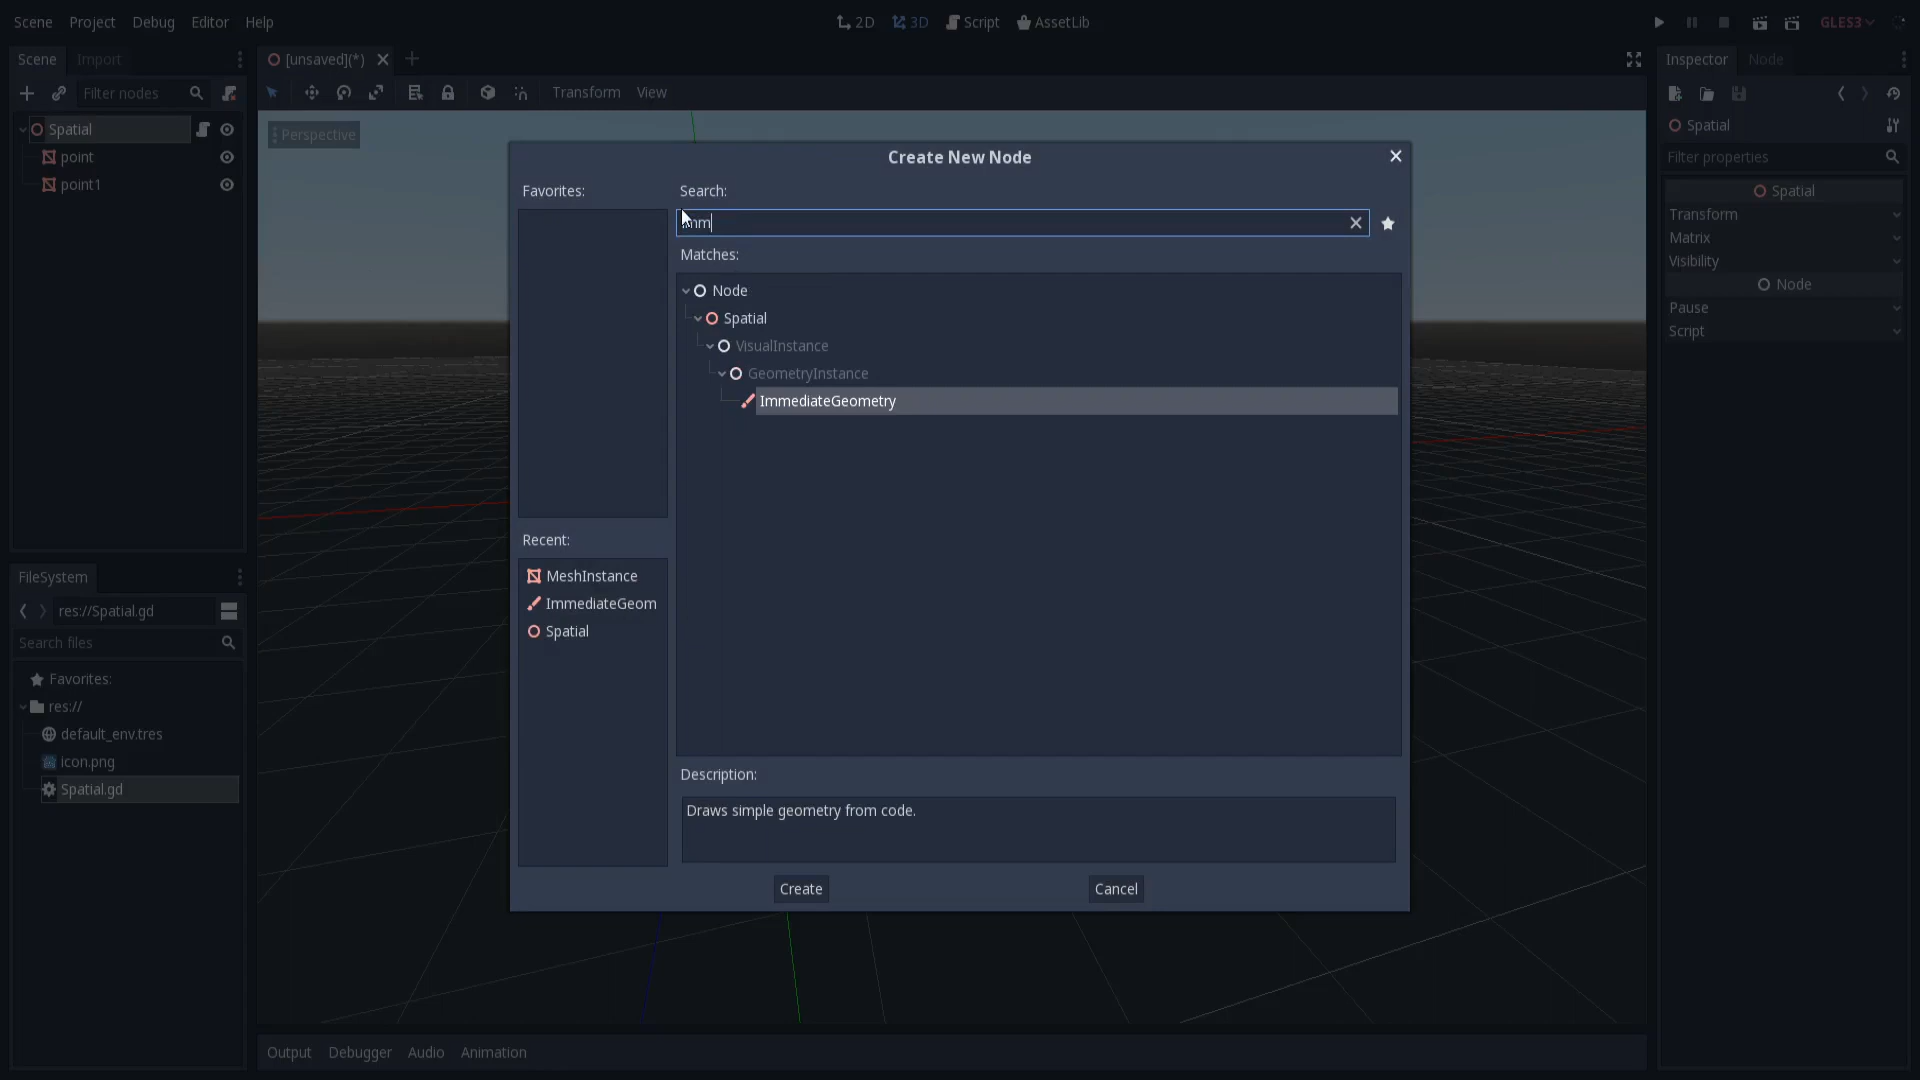 Scene Project Debug Editor Help 2D 3D Script AssetLib GLES3
Scene Import [unsaved](*) Inspector Node
Filter nodes Transform View
Spatial Perspective Spatial
point Filter properties
point1 Spatial
Transform
Matrix
Visibility
Node
Pause
Script
Create New Node
Favorites: Search:
Matches:
Node
Spatial
VisualInstance
GeometryInstance
ImmediateGeometry
Recent:
MeshInstance
ImmediateGeom
Spatial
Description:
Draws simple geometry from code.
Create Cancel
FileSystem
res://Spatial.gd
Search files
Favorites:
res://
default_env.tres
icon.png
Spatial.gd
Output Debugger Audio Animation